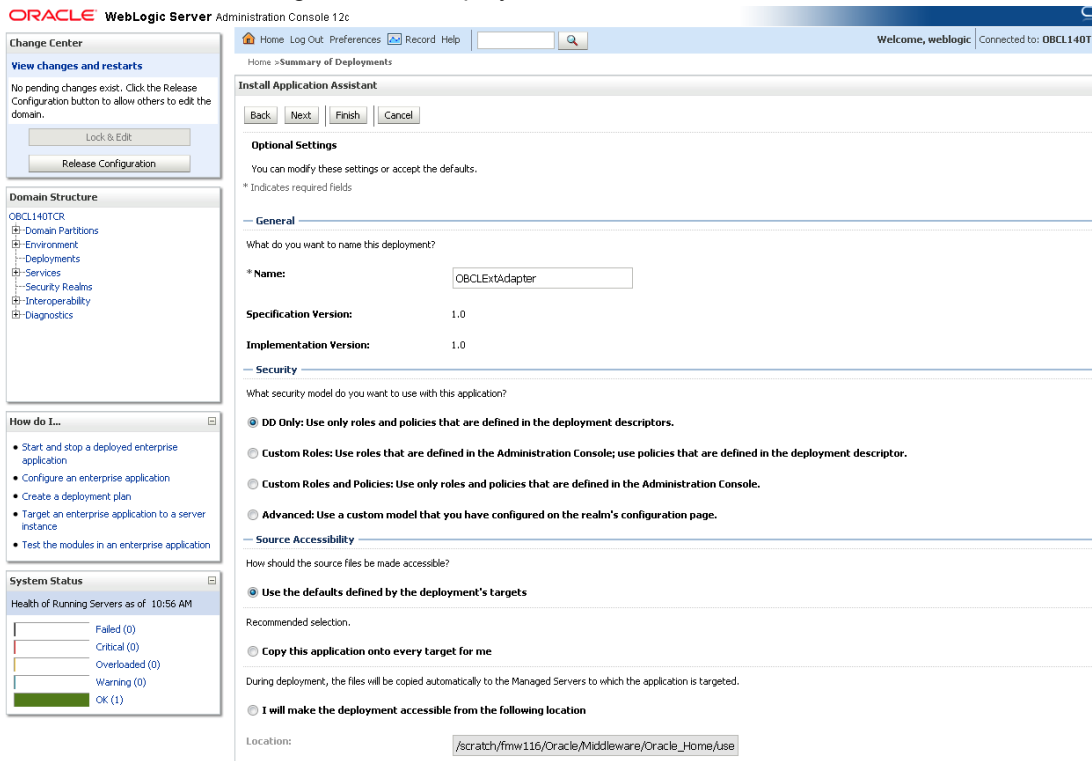 ORACLE WebLogic Server Administration Console 12c
Change Center
View changes and restarts
No pending changes exist. Click the Release
Configuration button to allow others to edit the
domain.
Lock & Edit
Release Configuration
Domain Structure
OBCL140TCR
Domain Partitions
Environment
Deployments
Services
Security Realms
Interoperability
Diagnostics
How do I...
Start and stop a deployed enterprise
application
Configure an enterprise application
Create a deployment plan
Target an enterprise application to a server
instance
Test the modules in an enterprise application
System Status
Health of Running Servers as of 10:56 AM
Failed (0)
Critical (0)
Overloaded (0)
Warning (0)
OK (1)
Home Log Out Preferences Record Help
Welcome, weblogic Connected to: OBCL140T
Home >Summary of Deployments
Install Application Assistant
Back Next Finish Cancel
Optional Settings
You can modify these settings or accept the defaults.
* Indicates required fields
General
What do you want to name this deployment?
* Name: OBCLExtAdapter
Specification Version: 1.0
Implementation Version: 1.0
Security
What security model do you want to use with this application?
DD Only: Use only roles and policies that are defined in the deployment descriptors.
Custom Roles: Use roles that are defined in the Administration Console; use policies that are defined in the deployment descriptor.
Custom Roles and Policies: Use only roles and policies that are defined in the Administration Console.
Advanced: Use a custom model that you have configured on the realm's configuration page.
Source Accessibility
How should the source files be made accessible?
Use the defaults defined by the deployment's targets
Recommended selection.
Copy this application onto every target for me
During deployment, the files will be copied automatically to the Managed Servers to which the application is targeted.
I will make the deployment accessible from the following location
Location: /scratch/fmw116/Oracle/Middleware/Oracle_Home/use